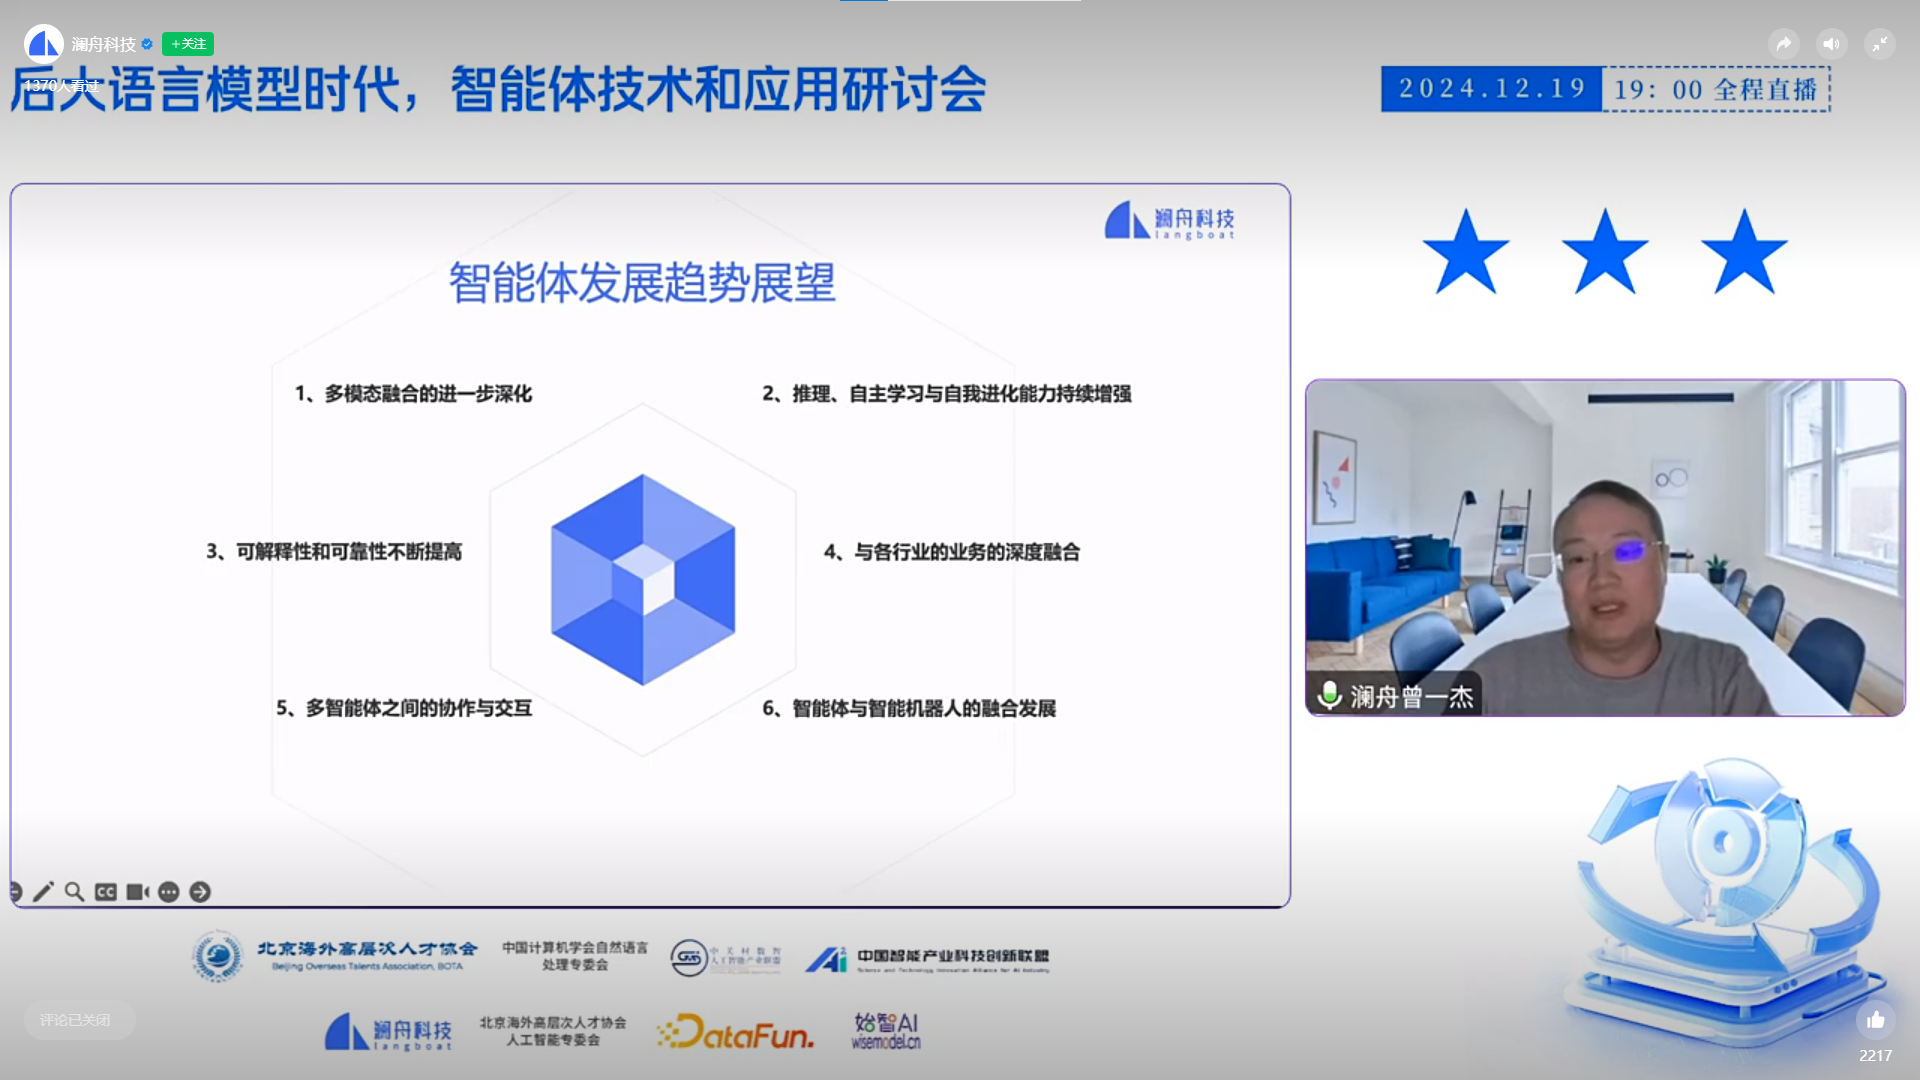 澜舟科技
+关注
1370人看过
后大语言模型时代，智能体技术和应用研讨会
2024.12.19
19：00 全程直播
澜舟科技
langboat
智能体发展趋势展望
1、多模态融合的进一步深化
2、推理、自主学习与自我进化能力持续增强
3、可解释性和可靠性不断提高
4、与各行业的业务的深度融合
5、多智能体之间的协作与交互
6、智能体与智能机器人的融合发展
澜舟曾一杰
CC
北京海外高层次人才协会
Beijing Overseas Talents Association, BOTA
中国计算机学会自然语言
处理专委会
中关村数智
人工智能产业联盟
中国智能产业科技创新联盟
Science and Technology Innovation Alliance for AI Industry
评论已关闭
澜舟科技
langboat
北京海外高层次人才协会
人工智能专委会
DataFun.
始智AI
wisemodel.cn
2217